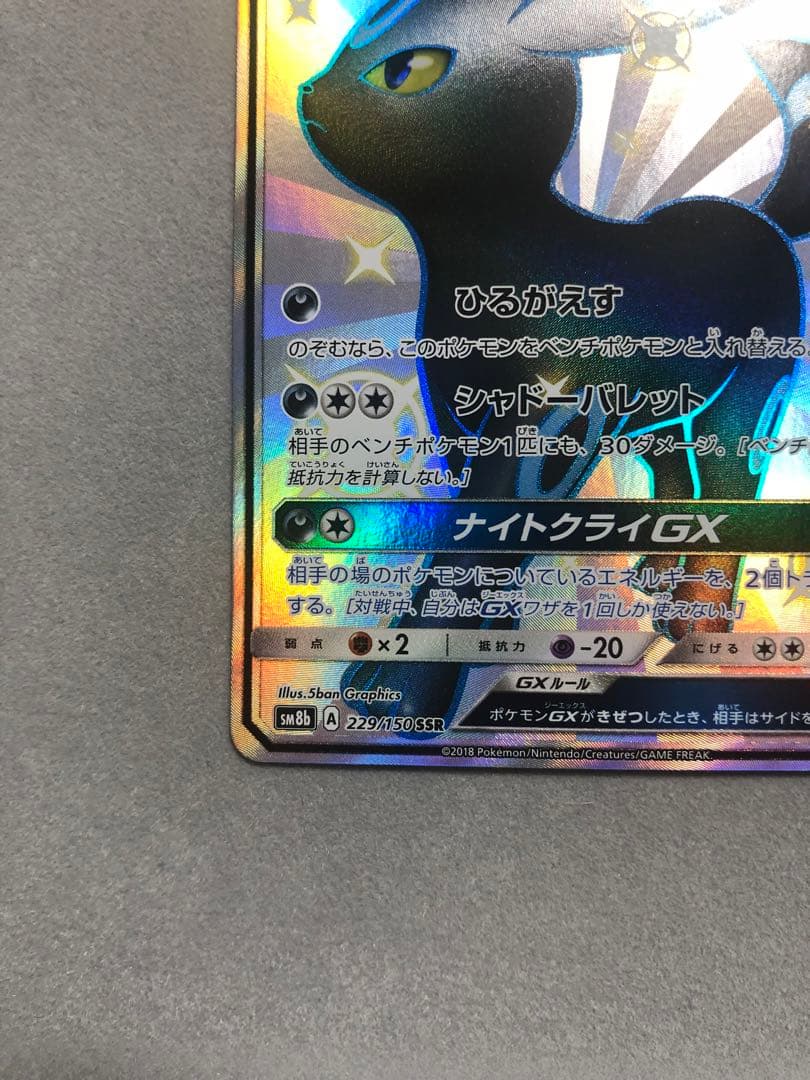 ひるがえす
のぞむなら、このポケモンをベンチポケモンと入れ替える
シャドーバレット
相手のベンチポケモン1匹にも、30ダメージ。[ベンチ
抵抗力を計算しない。]
ナイトクライGX
相手の場のポケモンについているエネルギーを、2個ト
する。[対戦中、自分はGXワザを1回しか使えない。]
弱点 ×2 抵抗力 -20 にげる
Illus.5ban Graphics
GXルール
ポケモンGXがきぜつしたとき、相手はサイドを
SM8b A 229/150 SSR
©2018 Pokémon/Nintendo/Creatures/GAME FREAK.